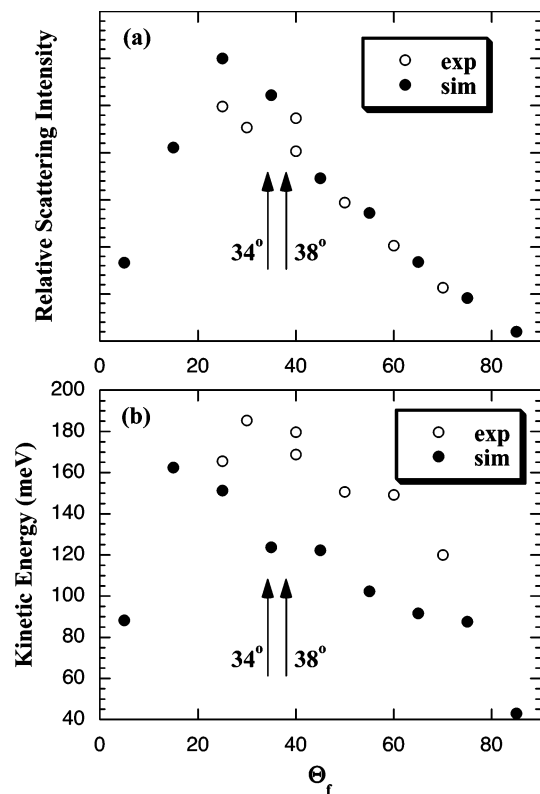 (a)
exp
sim
Relative Scattering Intensity
34° 38°
0 20 40 60 80
(b)
exp
sim
Kinetic Energy (meV)
200
180
160
140
120
100
80
60
40
34° 38°
0 20 40 60 80
Θf